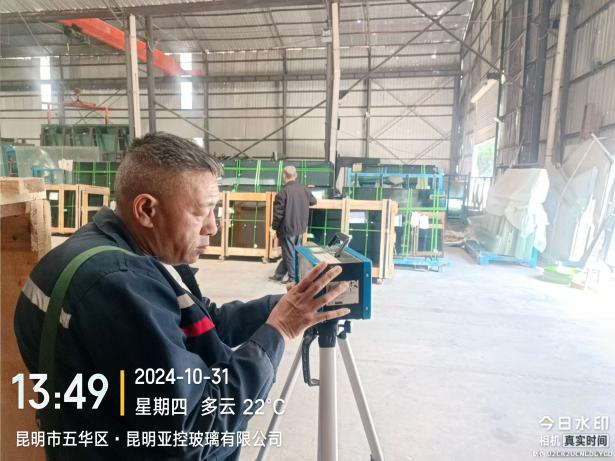 13:49
2024-10-31
星期四 多云 22°C
昆明市五华区·昆明亚控玻璃有限公司
今日水印
相机 真实时间